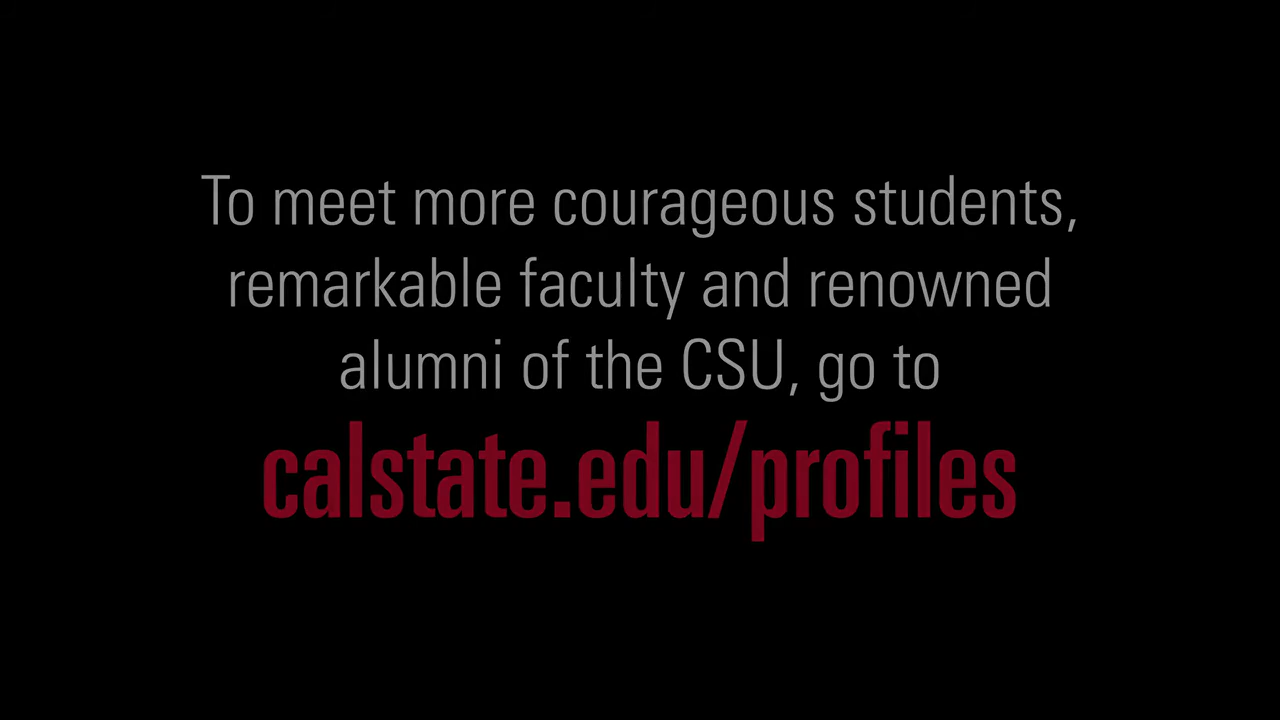 To meet more courageous students,
remarkable faculty and renowned
alumni of the CSU, go to
calstate.edu/profiles